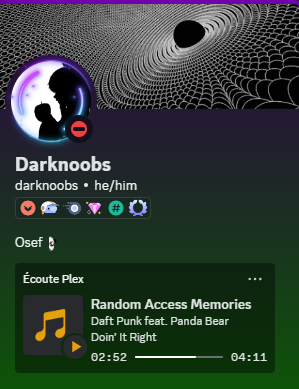 Darknoobs
darknoobs • he/him
Osef
Écoute Plex
Random Access Memories
Daft Punk feat. Panda Bear
Doin' It Right
02:52 04:11